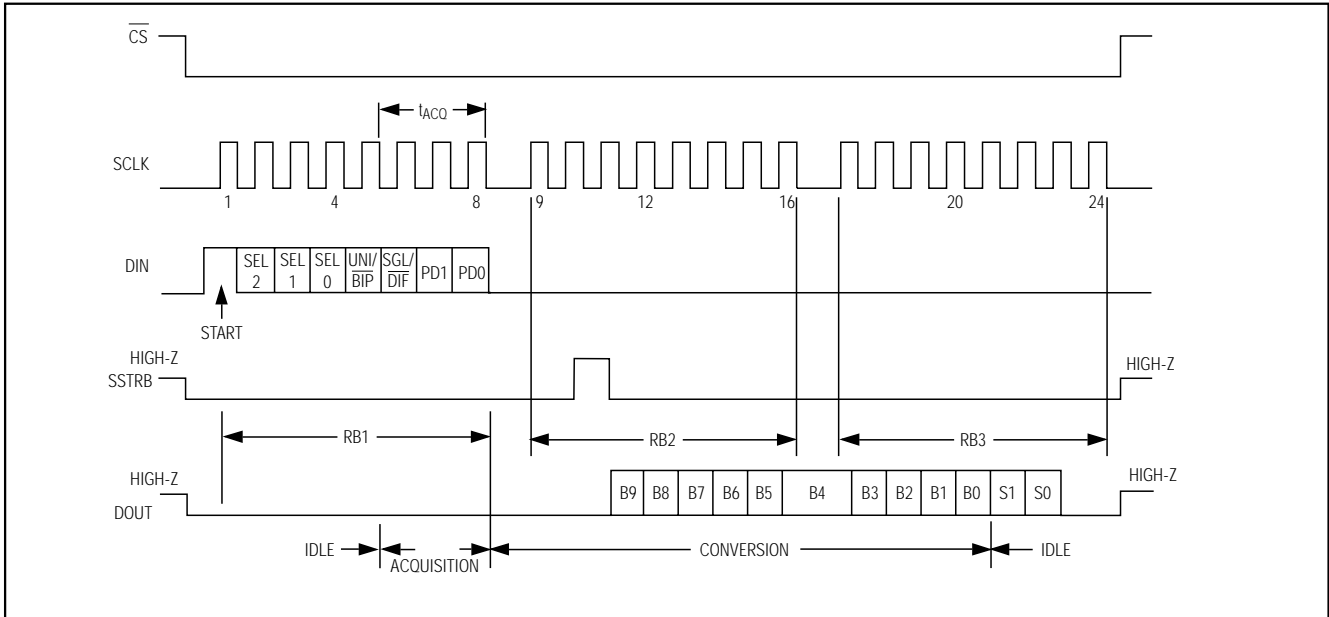 CS
tACQ
SCLK
1 4 8 9 12 16 20 24
DIN
SEL 2 SEL 1 SEL 0 UNI/BIP SGL/DIF PD1 PD0
START
HIGH-Z HIGH-Z
SSTRB
RB1 RB2 RB3
HIGH-Z HIGH-Z
B9 B8 B7 B6 B5 B4 B3 B2 B1 B0 S1 S0
DOUT
IDLE ACQUISITION CONVERSION IDLE